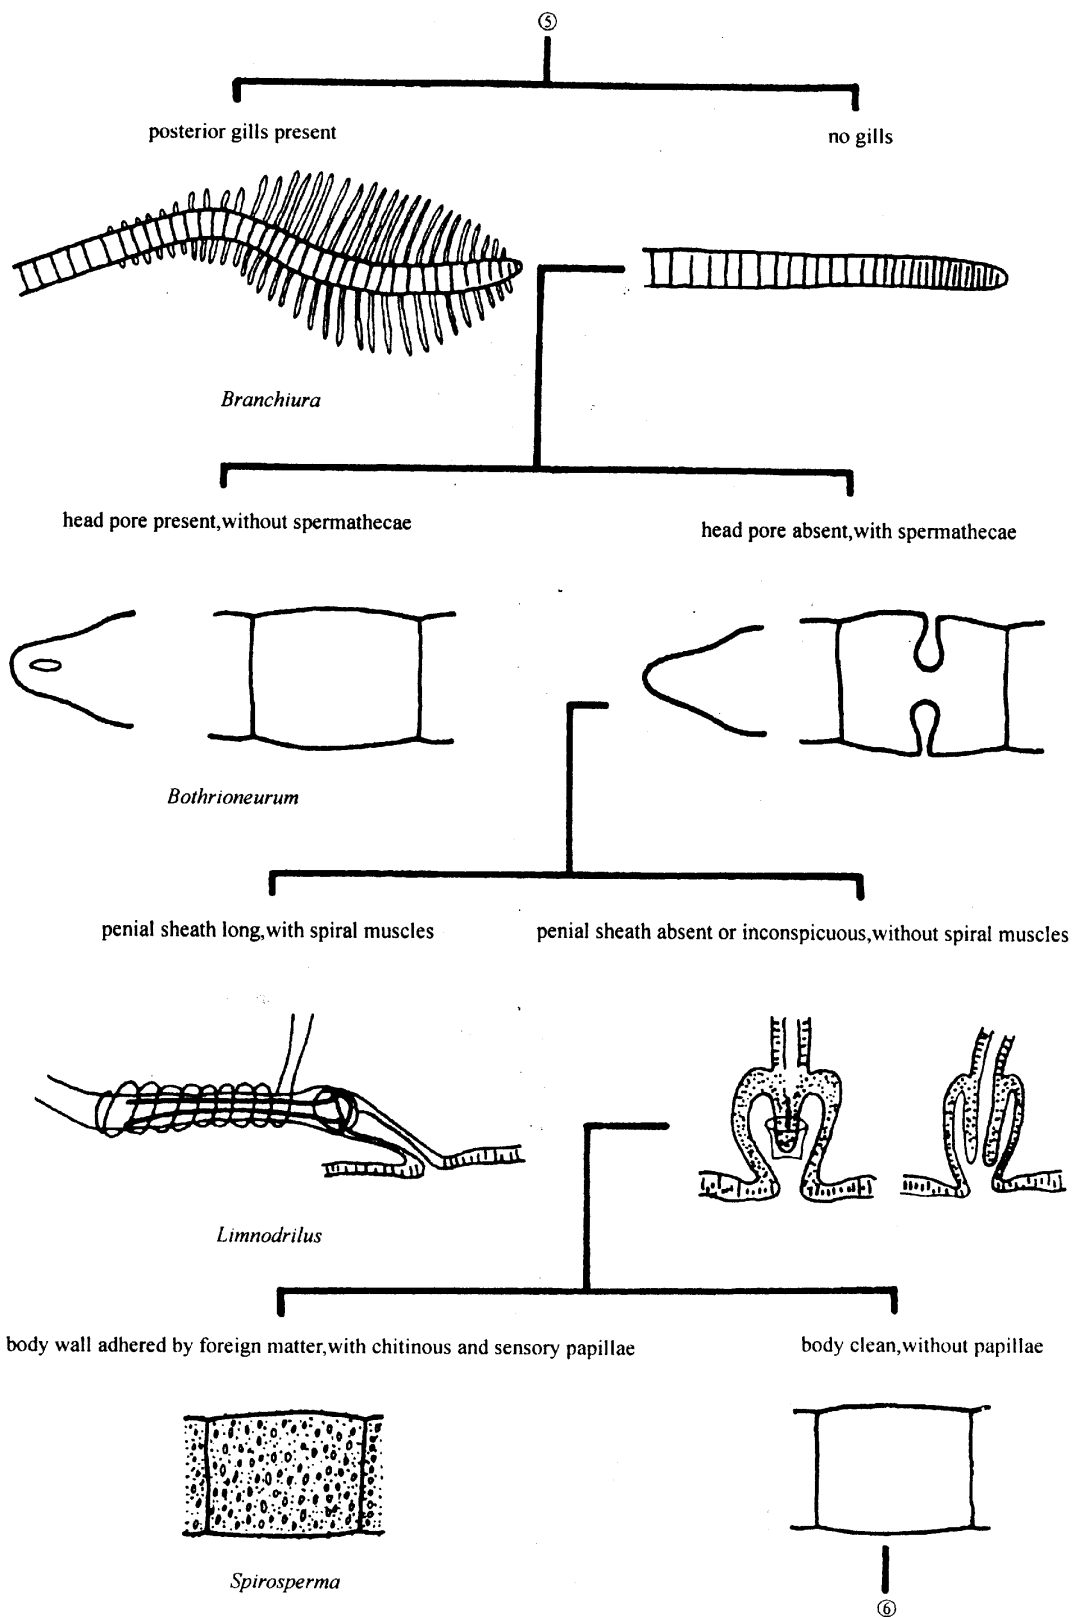 ⑤
posterior gills present
no gills
Branchiura
head pore present,without spermathecae
head pore absent,with spermathecae
Bothrioneurum
penial sheath long,with spiral muscles
penial sheath absent or inconspicuous,without spiral muscles
Limnodrilus
body wall adhered by foreign matter,with chitinous and sensory papillae
body clean,without papillae
Spirosperma
⑥